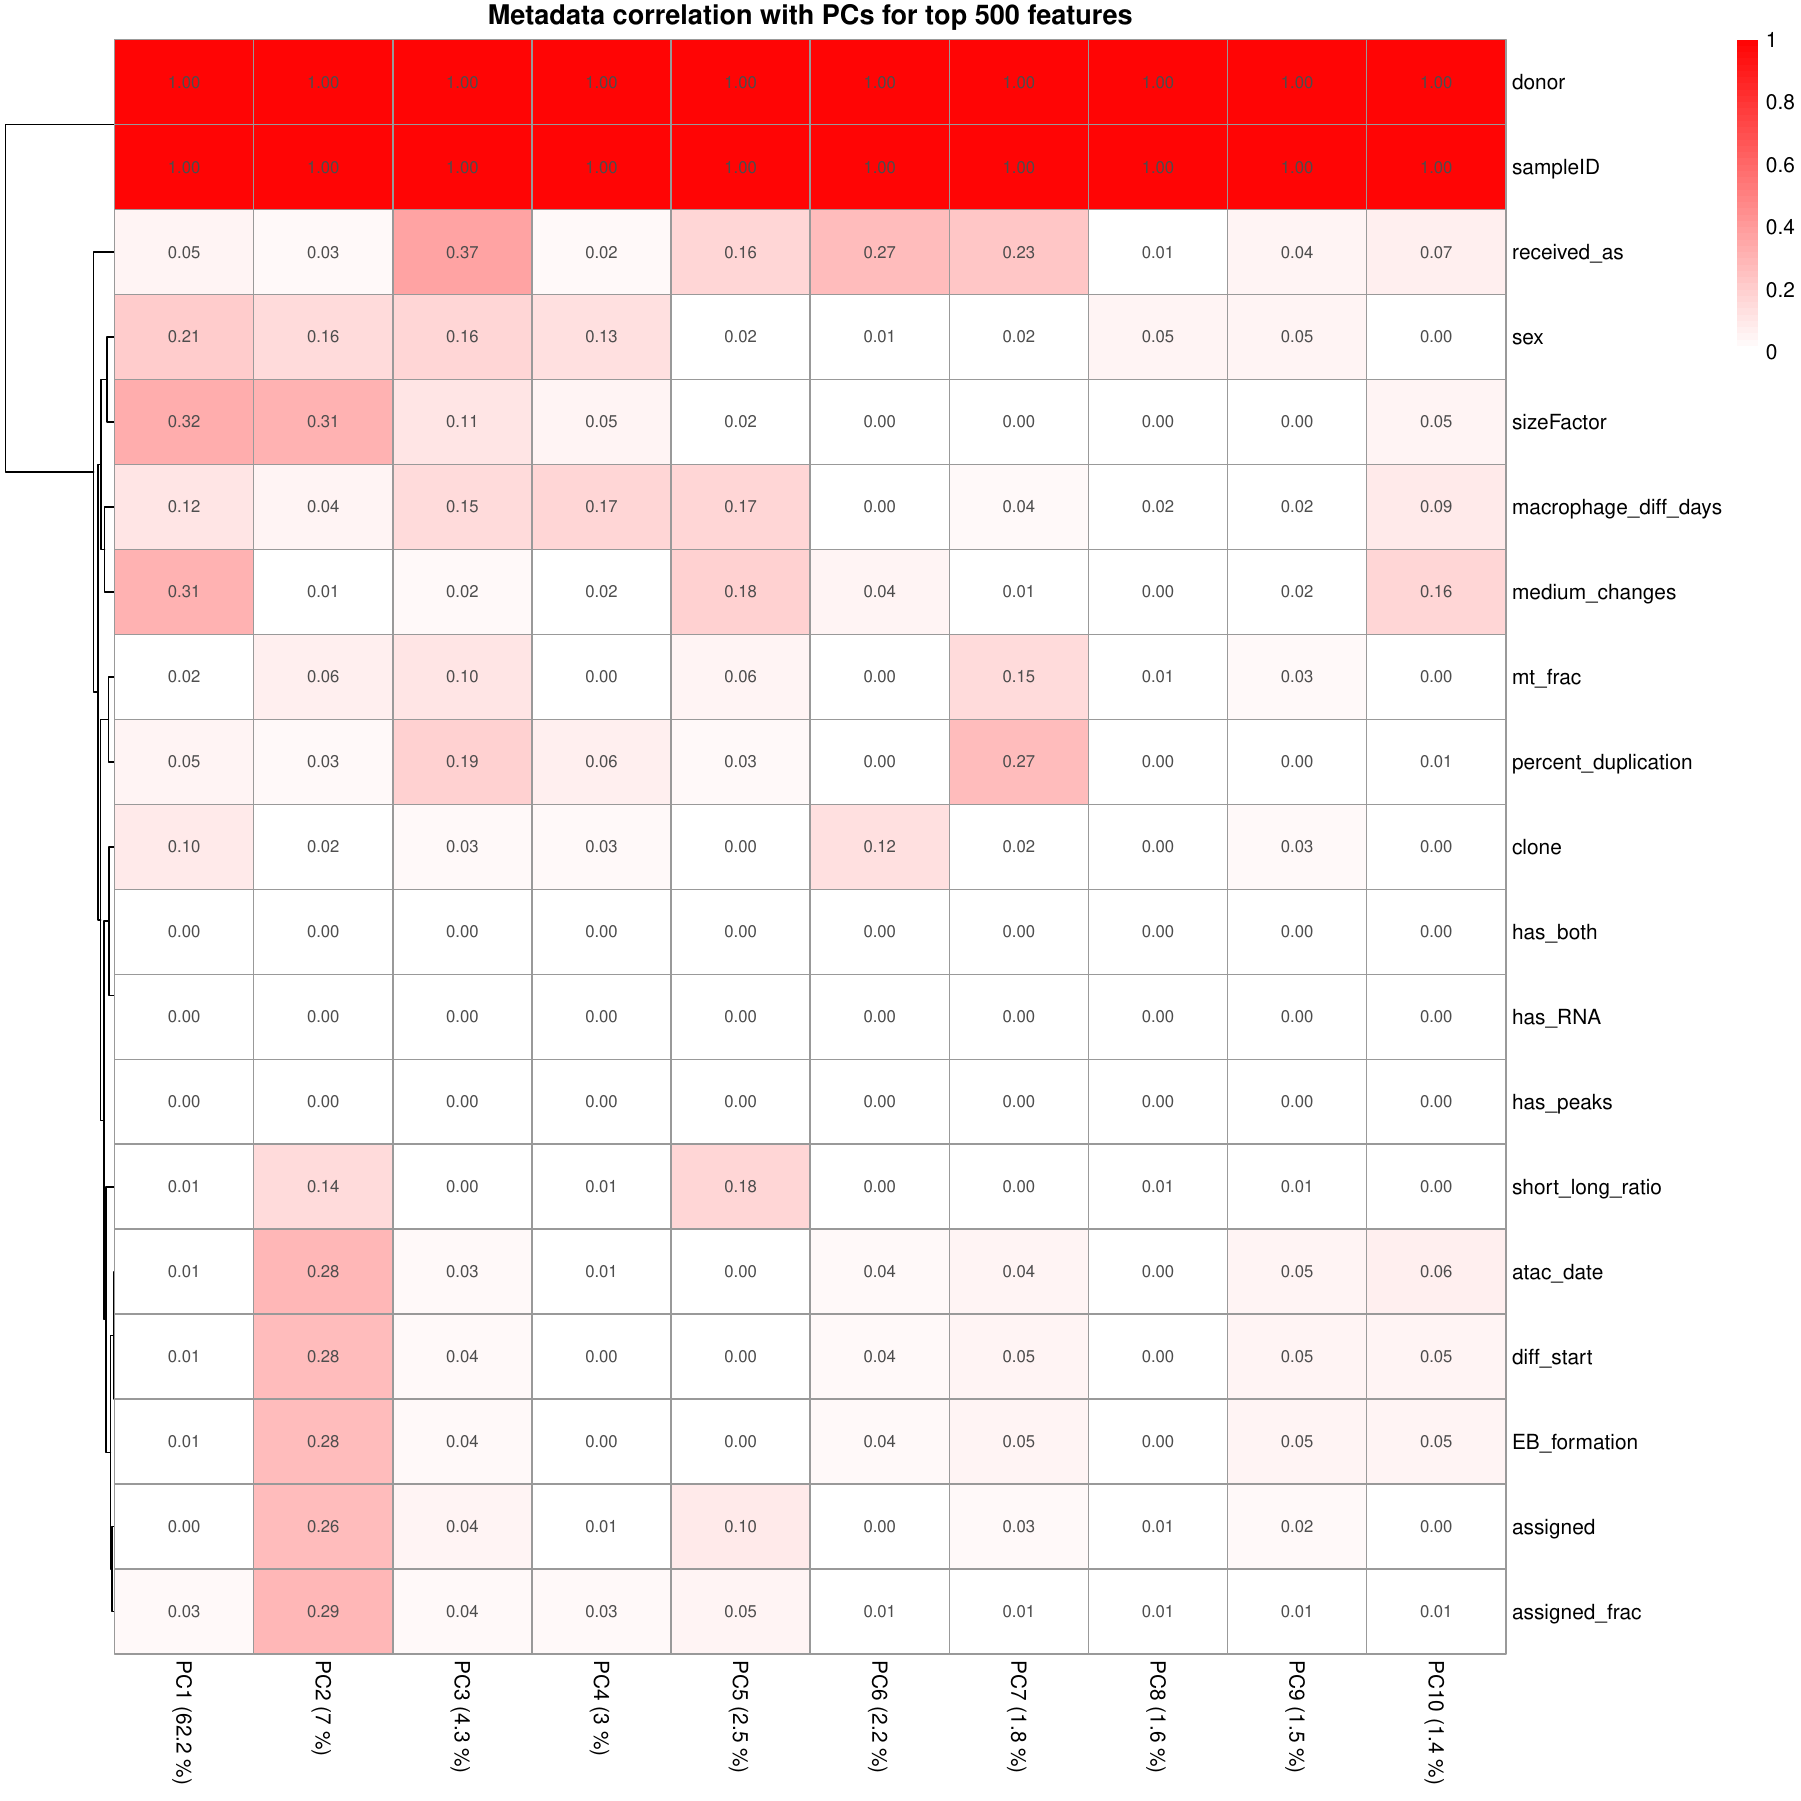 Metadata correlation with PCs for top 500 features
1.00 1.00 1.00 1.00 1.00 1.00 1.00 1.00 1.00 1.00 donor
1.00 1.00 1.00 1.00 1.00 1.00 1.00 1.00 1.00 1.00 sampleID
0.05 0.03 0.37 0.02 0.16 0.27 0.23 0.01 0.04 0.07 received_as
0.21 0.16 0.16 0.13 0.02 0.01 0.02 0.05 0.05 0.00 sex
0.32 0.31 0.11 0.05 0.02 0.00 0.00 0.00 0.00 0.05 sizeFactor
0.12 0.04 0.15 0.17 0.17 0.00 0.04 0.02 0.02 0.09 macrophage_diff_days
0.31 0.01 0.02 0.02 0.18 0.04 0.01 0.00 0.02 0.16 medium_changes
0.02 0.06 0.10 0.00 0.06 0.00 0.15 0.01 0.03 0.00 mt_frac
0.05 0.03 0.19 0.06 0.03 0.00 0.27 0.00 0.00 0.01 percent_duplication
0.10 0.02 0.03 0.03 0.00 0.12 0.02 0.00 0.03 0.00 clone
0.00 0.00 0.00 0.00 0.00 0.00 0.00 0.00 0.00 0.00 has_both
0.00 0.00 0.00 0.00 0.00 0.00 0.00 0.00 0.00 0.00 has_RNA
0.00 0.00 0.00 0.00 0.00 0.00 0.00 0.00 0.00 0.00 has_peaks
0.01 0.14 0.00 0.01 0.18 0.00 0.00 0.01 0.01 0.00 short_long_ratio
0.01 0.28 0.03 0.01 0.00 0.04 0.04 0.00 0.05 0.06 atac_date
0.01 0.28 0.04 0.00 0.00 0.04 0.05 0.00 0.05 0.05 diff_start
0.01 0.28 0.04 0.00 0.00 0.04 0.05 0.00 0.05 0.05 EB_formation
0.00 0.26 0.04 0.01 0.10 0.00 0.03 0.01 0.02 0.00 assigned
0.03 0.29 0.04 0.03 0.05 0.01 0.01 0.01 0.01 0.01 assigned_frac
PC1 (62.2 %)
PC2 (7 %)
PC3 (4.3 %)
PC4 (3 %)
PC5 (2.5 %)
PC6 (2.2 %)
PC7 (1.8 %)
PC8 (1.6 %)
PC9 (1.5 %)
PC10 (1.4 %)
1
0.8
0.6
0.4
0.2
0